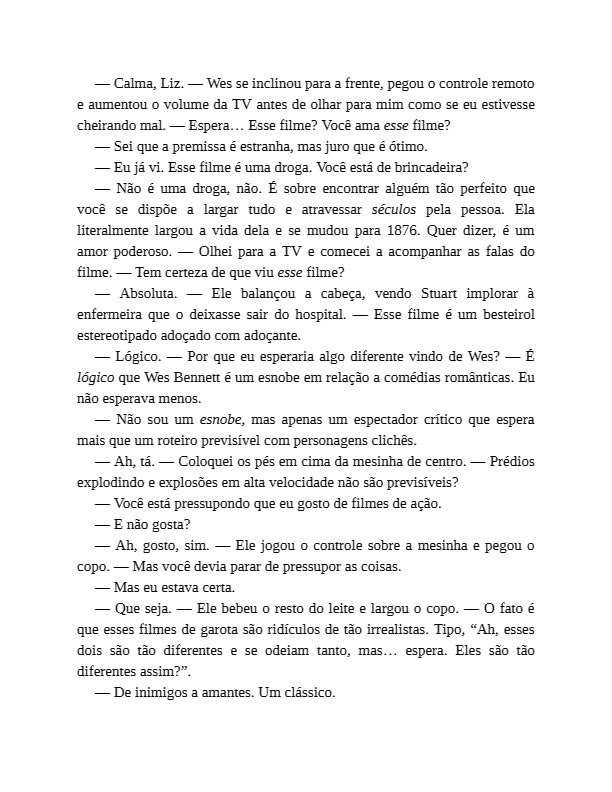 — Calma, Liz. — Wes se inclinou para a frente, pegou o controle remoto
e aumentou o volume da TV antes de olhar para mim como se eu estivesse
cheirando mal. — Espera… Esse filme? Você ama esse filme?
— Sei que a premissa é estranha, mas juro que é ótimo.
— Eu já vi. Esse filme é uma droga. Você está de brincadeira?
— Não é uma droga, não. É sobre encontrar alguém tão perfeito que
você se dispõe a largar tudo e atravessar séculos pela pessoa. Ela
literalmente largou a vida dela e se mudou para 1876. Quer dizer, é um
amor poderoso. — Olhei para a TV e comecei a acompanhar as falas do
filme. — Tem certeza de que viu esse filme?
— Absoluta. — Ele balançou a cabeça, vendo Stuart implorar à
enfermeira que o deixasse sair do hospital. — Esse filme é um besteirol
estereotipado adoçado com adoçante.
— Lógico. — Por que eu esperaria algo diferente vindo de Wes? — É
lógico que Wes Bennett é um esnobe em relação a comédias românticas. Eu
não esperava menos.
— Não sou um esnobe, mas apenas um espectador crítico que espera
mais que um roteiro previsível com personagens clichês.
— Ah, tá. — Coloquei os pés em cima da mesinha de centro. — Prédios
explodindo e explosões em alta velocidade não são previsíveis?
— Você está pressupondo que eu gosto de filmes de ação.
— E não gosta?
— Ah, gosto, sim. — Ele jogou o controle sobre a mesinha e pegou o
copo. — Mas você devia parar de pressupor as coisas.
— Mas eu estava certa.
— Que seja. — Ele bebeu o resto do leite e largou o copo. — O fato é
que esses filmes de garota são ridículos de tão irrealistas. Tipo, “Ah, esses
dois são tão diferentes e se odeiam tanto, mas… espera. Eles são tão
diferentes assim?”.
— De inimigos a amantes. Um clássico.